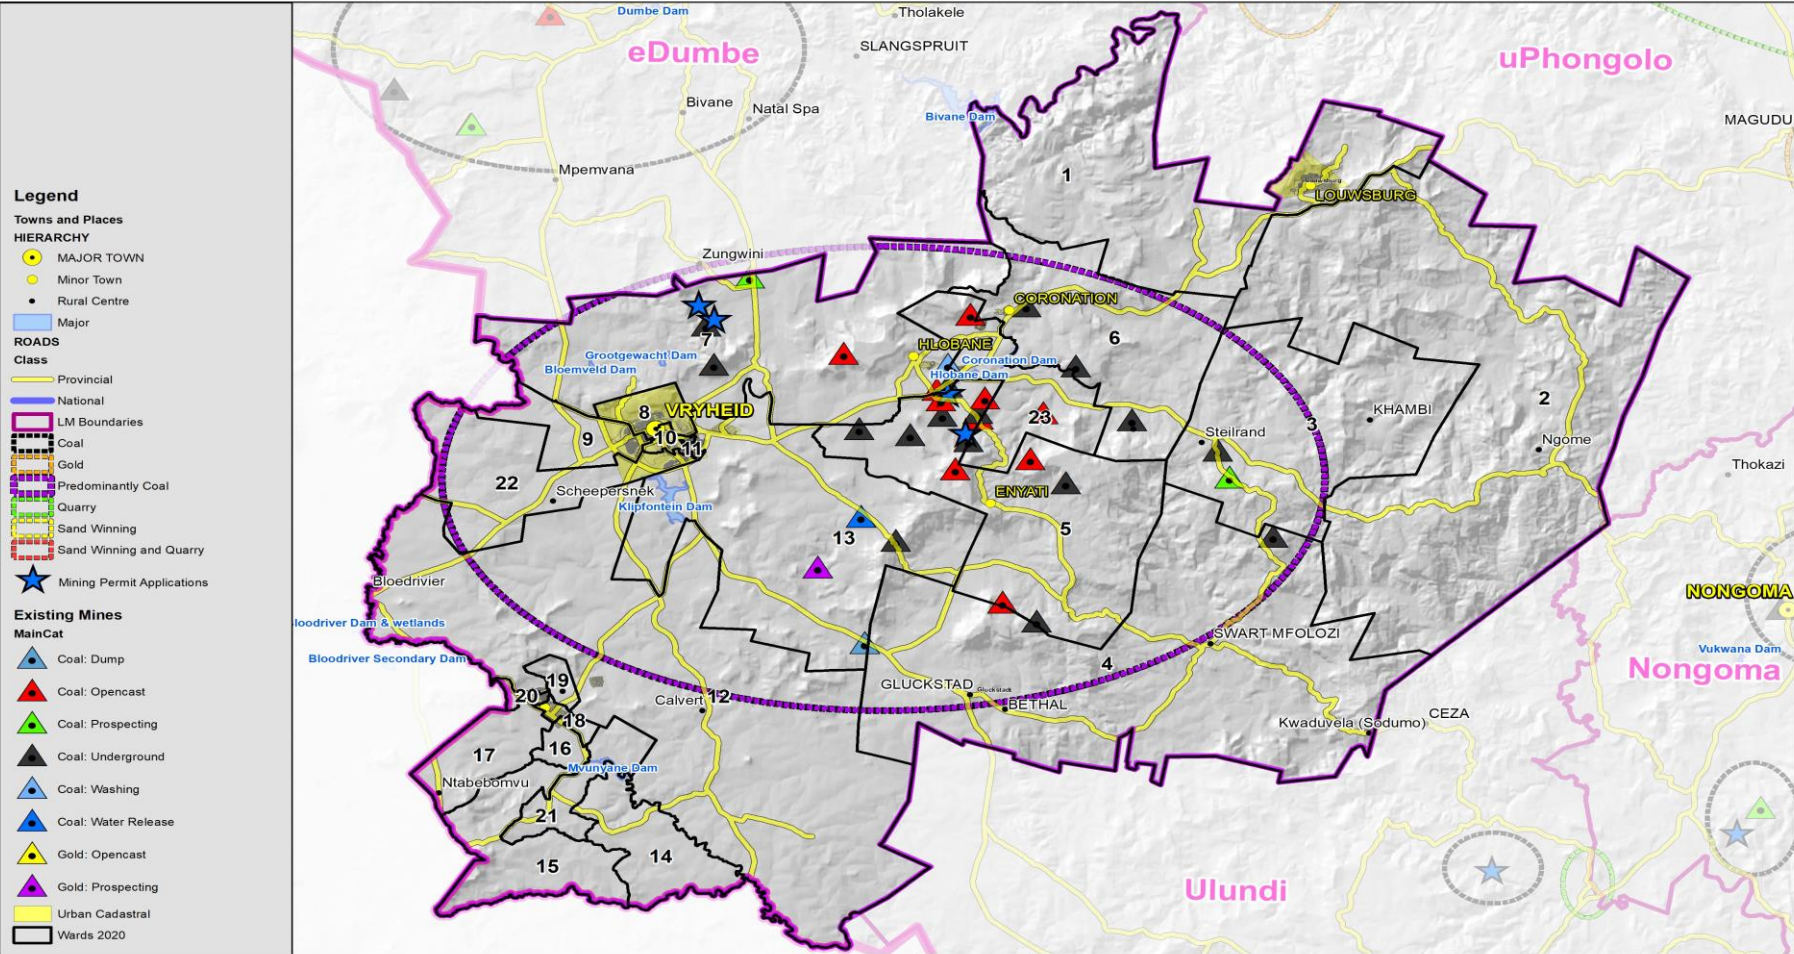 Legend
Towns and Places
HIERARCHY
MAJOR TOWN
Minor Town
Rural Centre
Major
ROADS
Class
Provincial
National
LM Boundaries
Coal
Gold
Predominantly Coal
Quarry
Sand Winning
Sand Winning and Quarry
Mining Permit Applications
Existing Mines
MainCat
Coal: Dump
Coal: Opencast
Coal: Prospecting
Coal: Underground
Coal: Washing
Coal: Water Release
Gold: Opencast
Gold: Prospecting
Urban Cadastral
Wards 2020
Dumbe Dam
Tholakele
eDumbe
SLANGSPRUIT
uPhongolo
Bivane
Natal Spa
Bivane Dam
MAGUDU
Mpemvana
1
LOUWSBURG
Zungwini
CORONATION
7
HLOBANE
6
Grootgewacht Dam
Coronation Dam
Bloemveld Dam
Hlobane Dam
2
8
VRYHEID
23
KHAMBI
3
9
10
11
Steilrand
Ngome
Thokazi
22
Scheepersnek
ENYATI
Klipfontein Dam
13
5
Bloedrivier
NONGOMA
loodriver Dam & wetlands
SWART MFOLOZI
Vukwana Dam
Bloodriver Secondary Dam
4
Nongoma
19
GLUCKSTAD
Gluckstadt
20
Calvert
12
BETHAL
18
CEZA
Kwaduvela (Sodumo)
16
17
Mvunyane Dam
Ntabebomvu
21
14
15
Ulundi